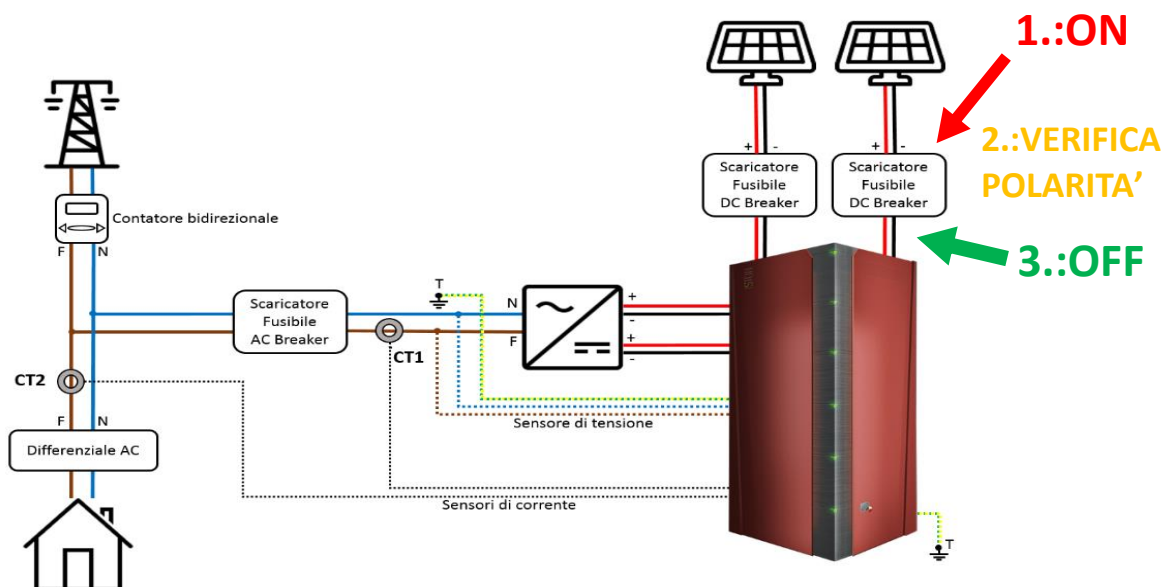 1.:ON
+ -
+ -
Scaricatore
Fusibile
DC Breaker
Scaricatore
Fusibile
DC Breaker
2.:VERIFICA
POLARITA’
3.:OFF
Contatore bidirezionale
F N
T
Scaricatore
Fusibile
AC Breaker
N
F
+
-
+
-
CT1
CT2
Sensore di tensione
F N
Differenziale AC
Sensori di corrente
T